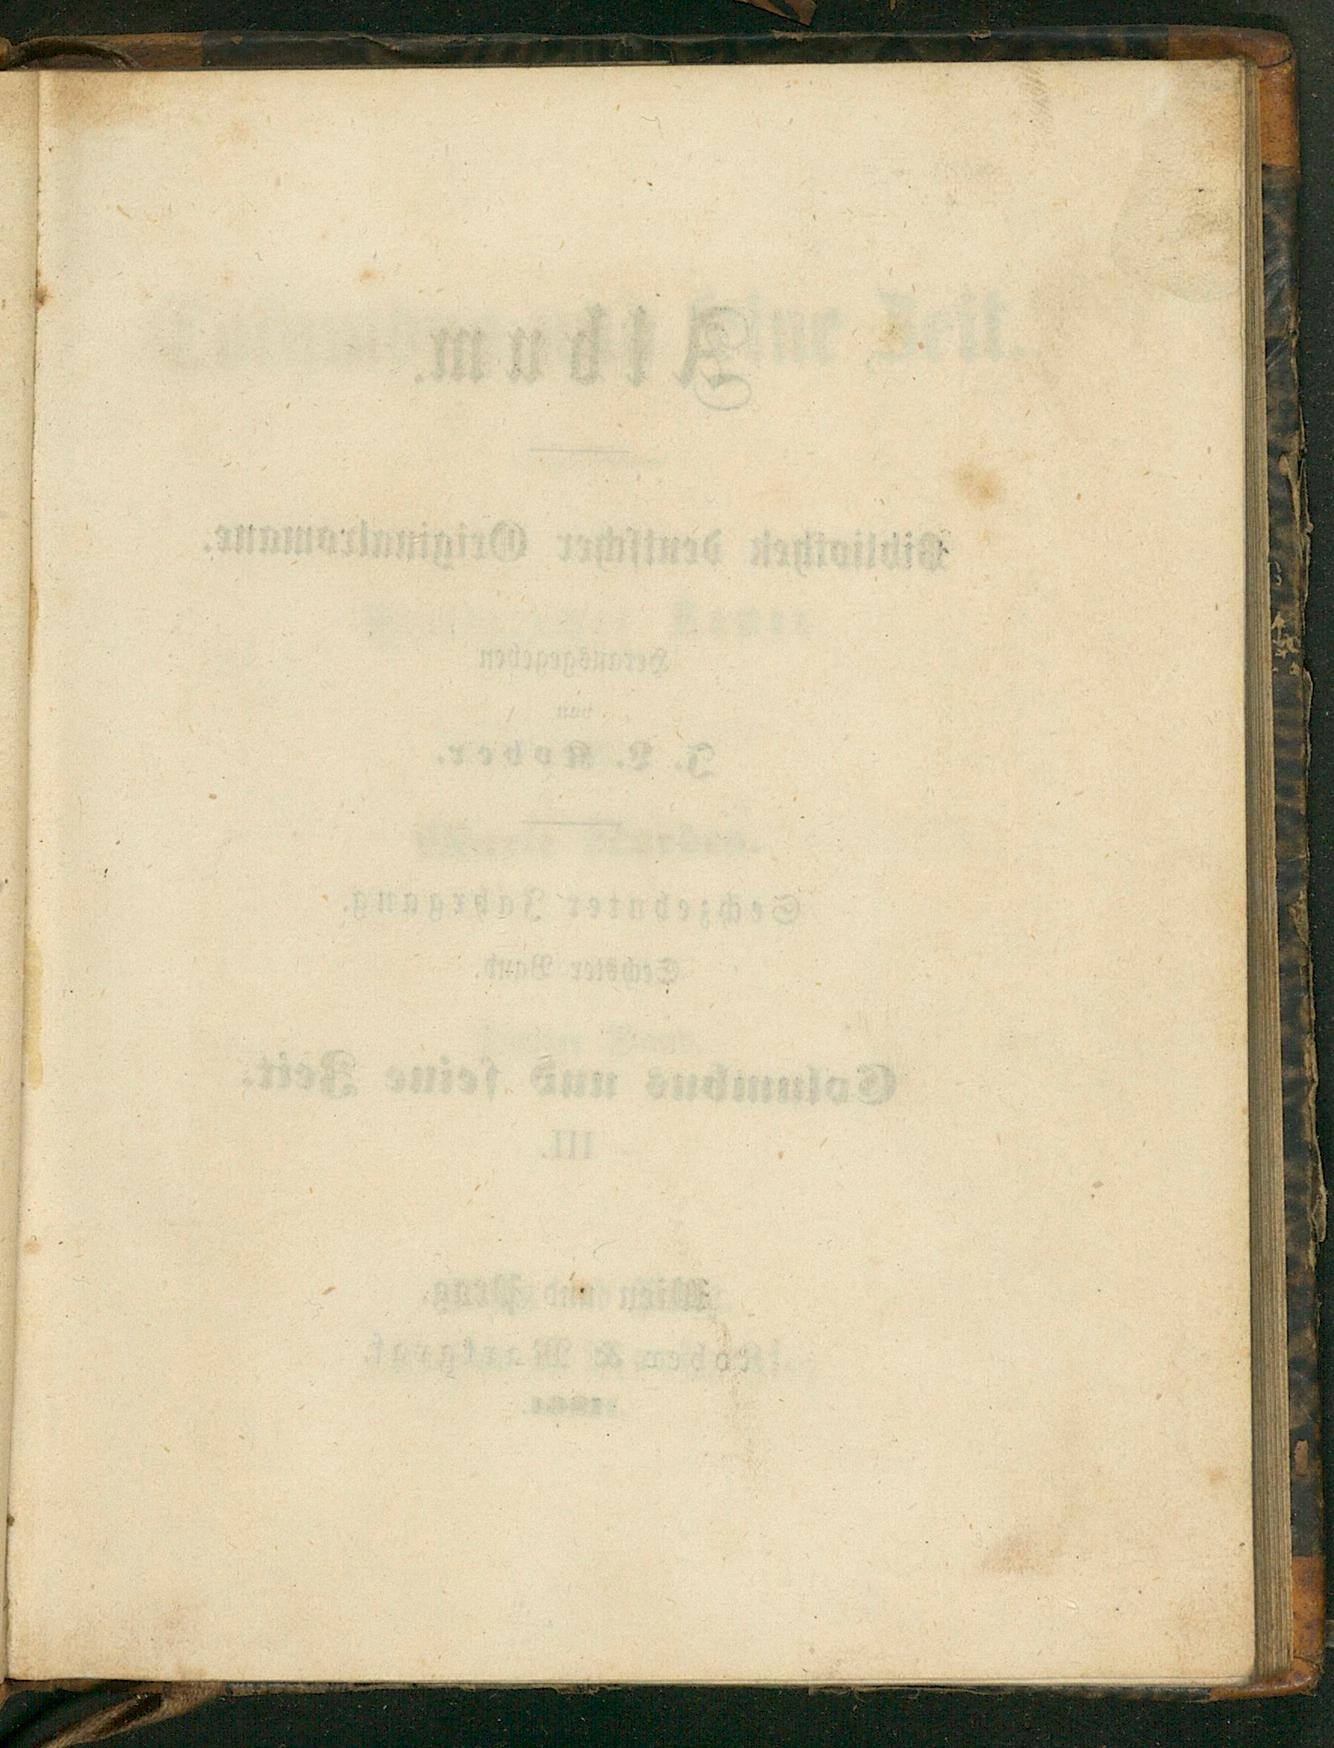 Album.
Bibliothek deutscher Originalromane.
Herausgegeben
von
J. L. Kober.
Sechzehnter Jahrgang.
Sechster Band.
Columbus und seine Zeit.
III.
Wien und Prag.
Kober & Markgraf.
1861.